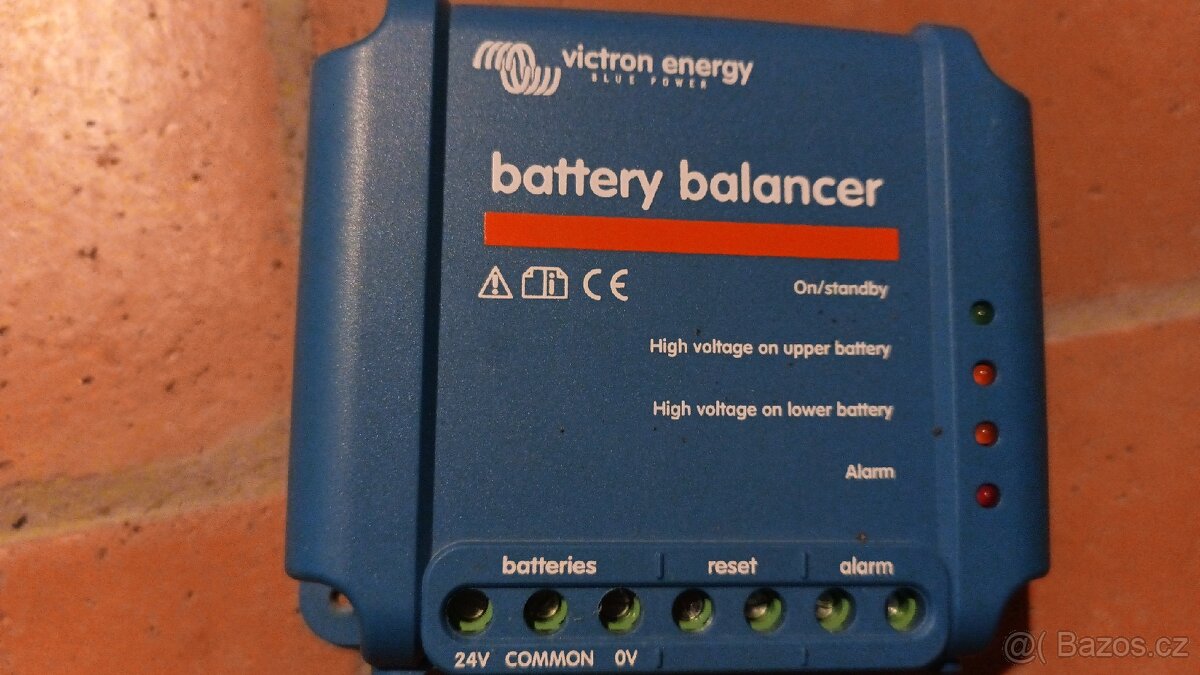 victron energy
BLUE POWER
battery balancer
CE
On/standby
High voltage on upper battery
High voltage on lower battery
Alarm
batteries reset alarm
24V COMMON 0V
@( Bazos.cz